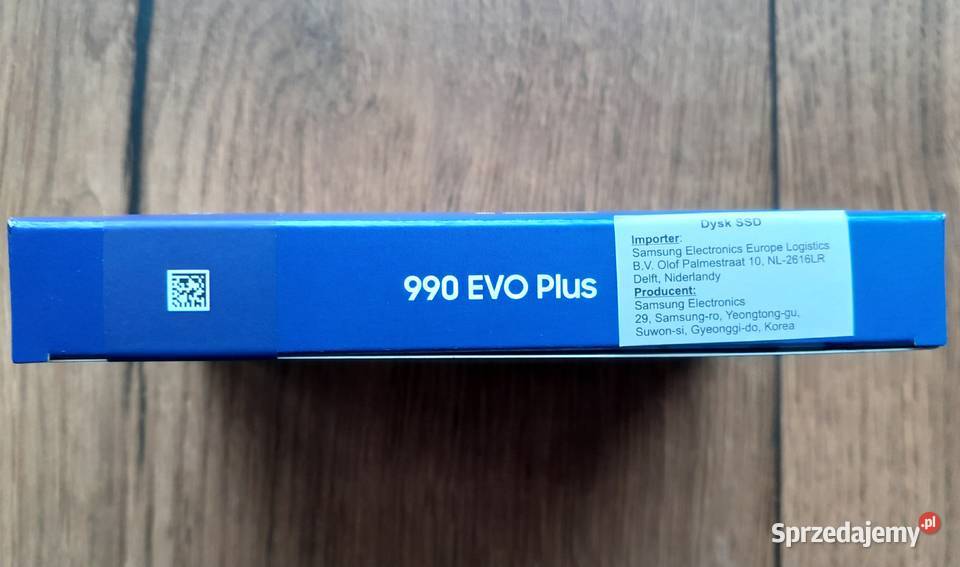 990 EVO Plus
Dysk SSD
Importer:
Samsung Electronics Europe Logistics
B.V. Olof Palmestraat 10, NL-2616LR
Delft, Niderlandy
Producent:
Samsung Electronics
29, Samsung-ro, Yeongtong-gu,
Suwon-si, Gyeonggi-do, Korea
Sprzedajemy.pl